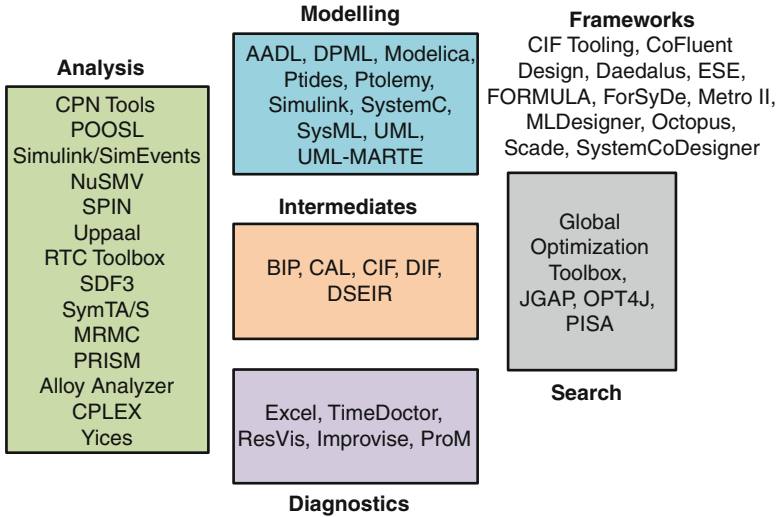 Analysis
CPN Tools
POOSL
Simulink/SimEvents
NuSMV
SPIN
Uppaal
RTC Toolbox
SDF3
SymTA/S
MRMC
PRISM
Alloy Analyzer
CPLEX
Yices
Modelling
AADL, DPML, Modelica,
Ptides, Ptolemy,
Simulink, SystemC,
SysML, UML,
UML-MARTE
Intermediates
BIP, CAL, CIF, DIF,
DSEIR
Excel, TimeDoctor,
ResVis, Improvise, ProM
Diagnostics
Frameworks
CIF Tooling, CoFluent
Design, Daedalus, ESE,
FORMULA, ForSyDe, Metro II,
MLDesigner, Octopus,
Scade, SystemCoDesigner
Global
Optimization
Toolbox,
JGAP, OPT4J,
PISA
Search